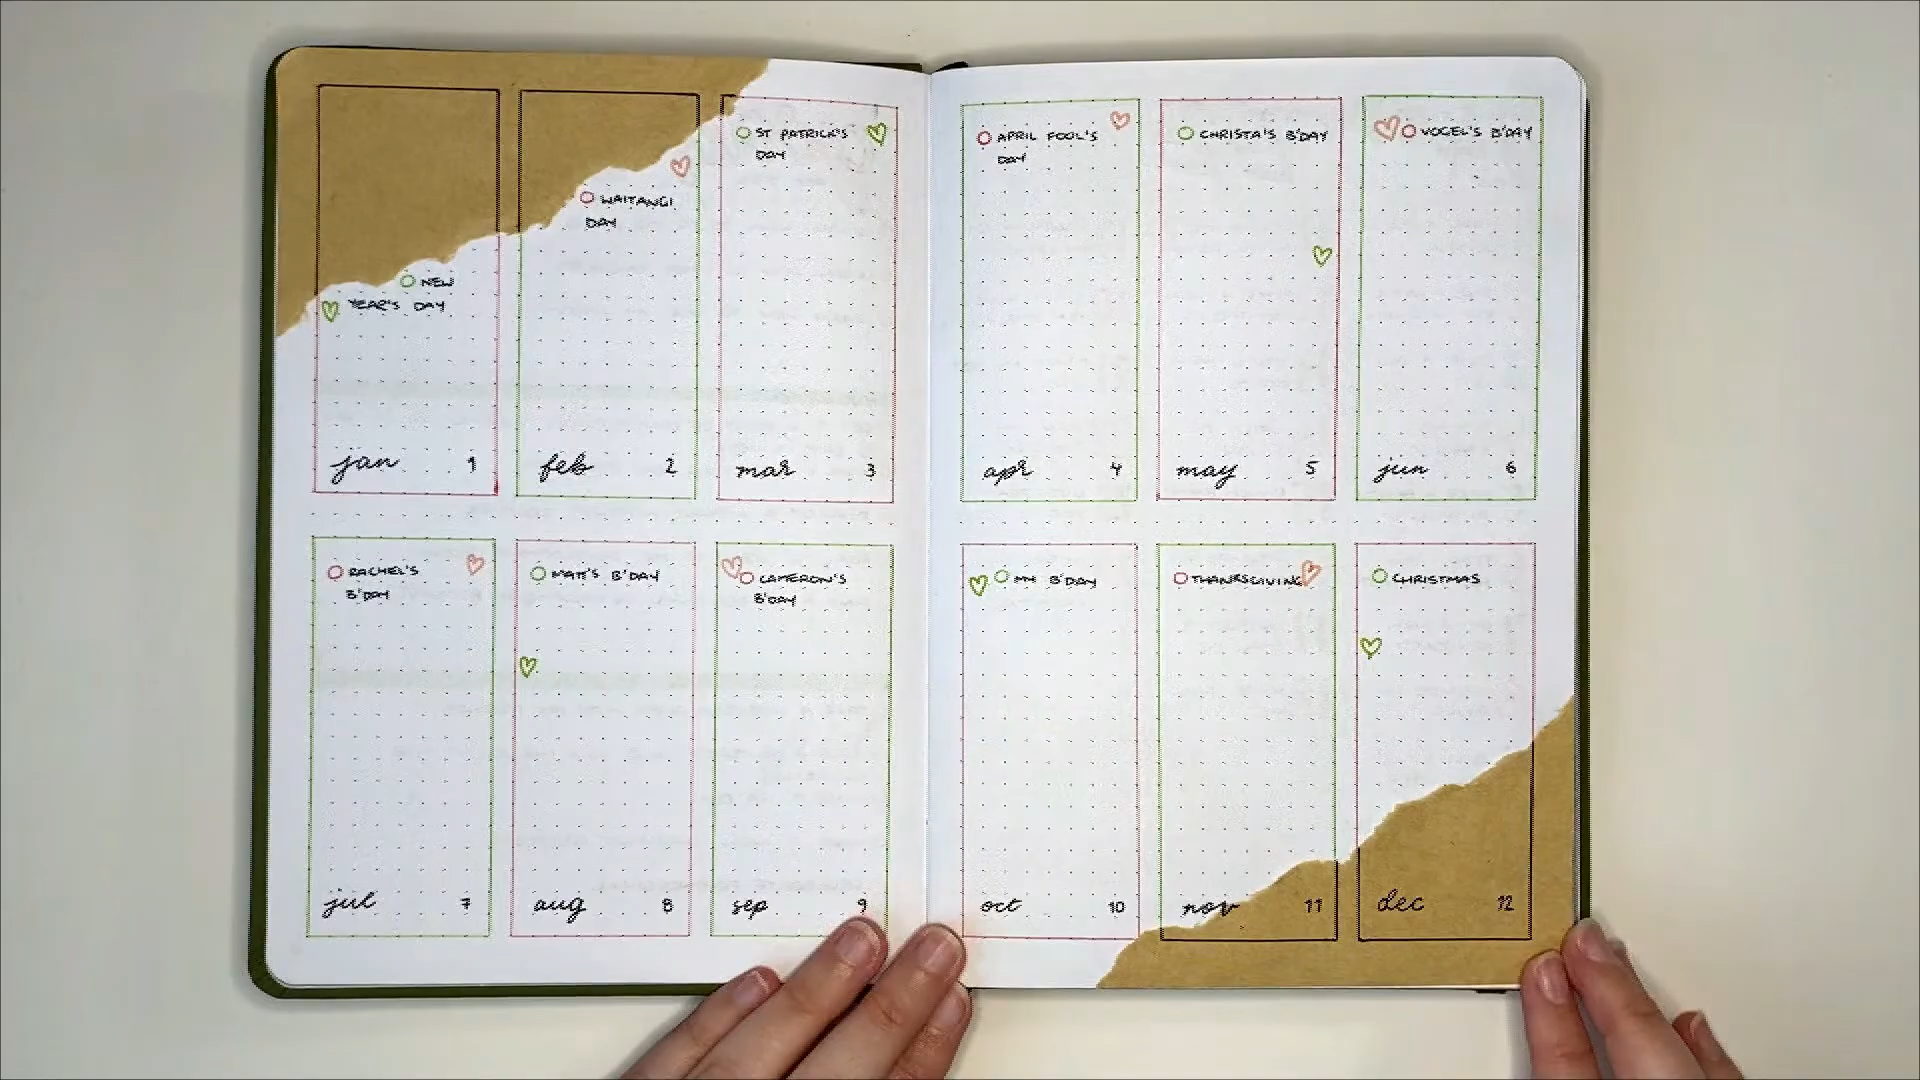 NEW
YEAR'S DAY
jan 1
WAITANGI
DAY
feb 2
ST PATRICK'S
DAY
mar 3
APRIL FOOL'S
DAY
apr 4
CHRISTA'S B'DAY
may 5
VOGEL'S B'DAY
jun 6
RACHEL'S
B'DAY
jul 7
MATT'S B'DAY
aug 8
CAMERON'S
B'DAY
sep 9
MY B'DAY
oct 10
THANKSGIVING
nov 11
CHRISTMAS
dec 12